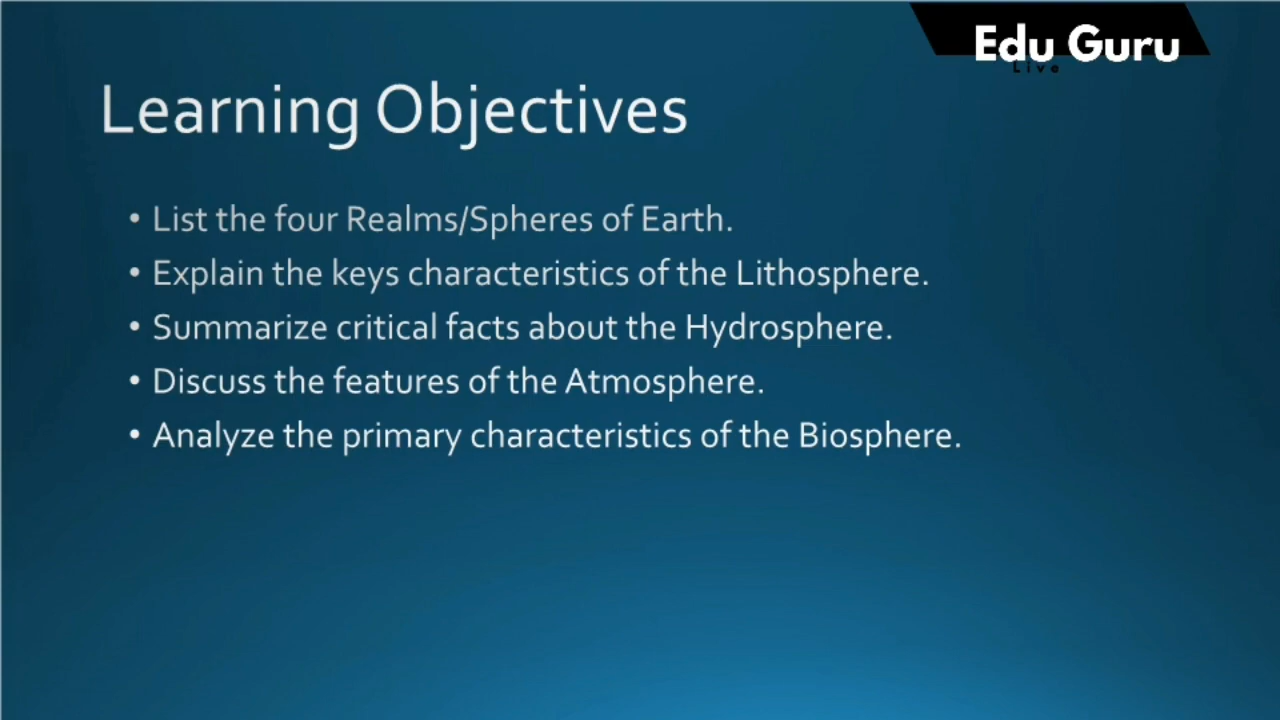 Edu Guru
Live
Learning Objectives
• List the four Realms/Spheres of Earth.
• Explain the keys characteristics of the Lithosphere.
• Summarize critical facts about the Hydrosphere.
• Discuss the features of the Atmosphere.
• Analyze the primary characteristics of the Biosphere.